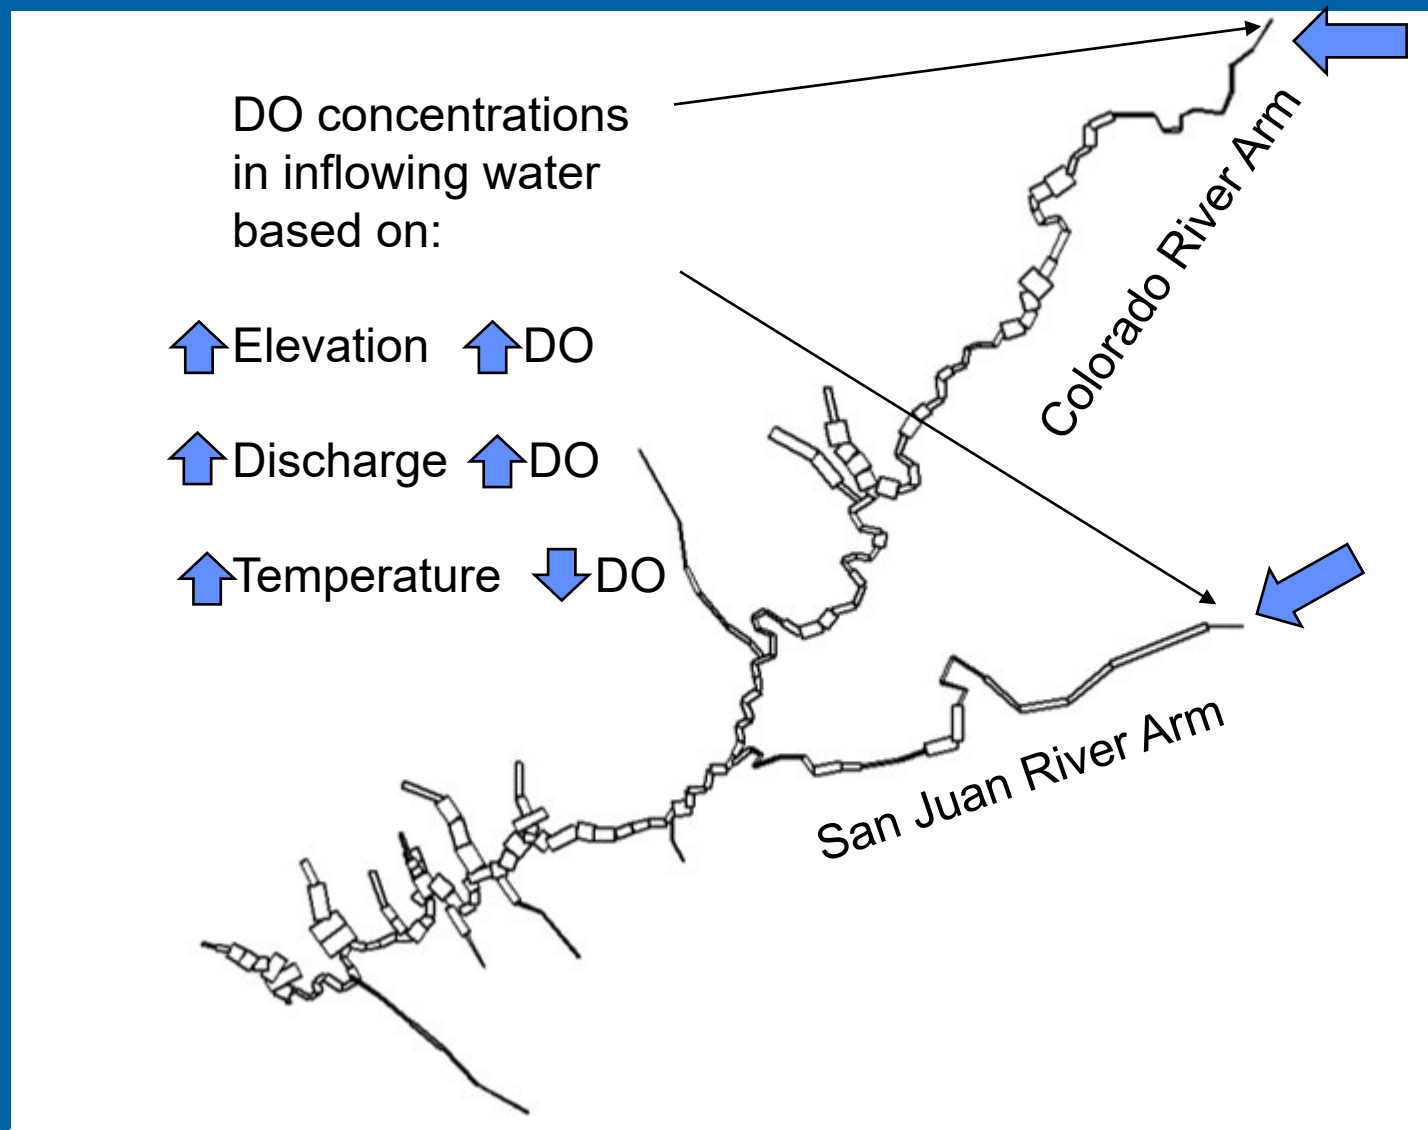 DO concentrations
in inflowing water
based on:
Elevation DO
Discharge DO
Temperature DO
Colorado River Arm
San Juan River Arm